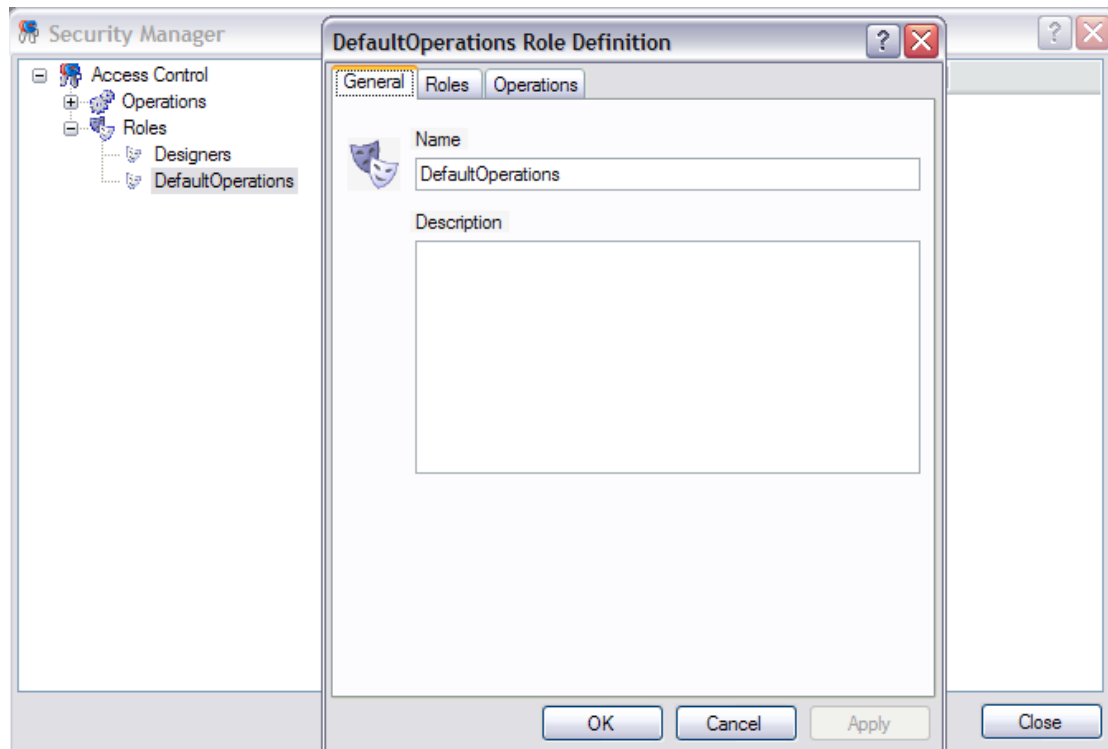 Security Manager
Access Control
Operations
Roles
Designers
DefaultOperations
DefaultOperations Role Definition
?
General Roles Operations
Name
DefaultOperations
Description
OK Cancel Apply
?
Close